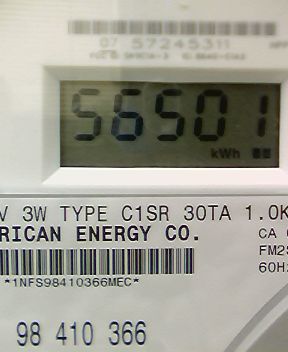 07 57245311
56501
kWh
V 3W TYPE C1SR 30TA 1.0K
RICAN ENERGY CO.
CA
FM2S
60Hz
*1NFS98410366MEC*
98 410 366